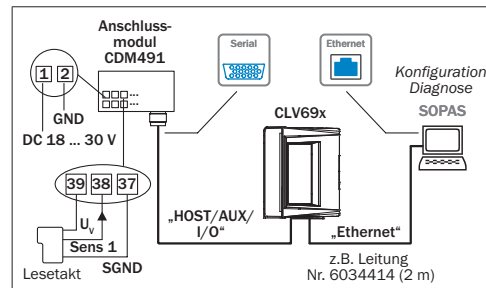 Anschluss-
modul
CDM491
Serial
Ethernet
Konfiguration
Diagnose
SOPAS
1 2 ...
...
GND
DC 18 ... 30 V
CLV69x
39 38 37
UV
Sens 1
SGND
Lesetakt
„HOST/AUX/
I/O“
„Ethernet“
z.B. Leitung
Nr. 6034414 (2 m)